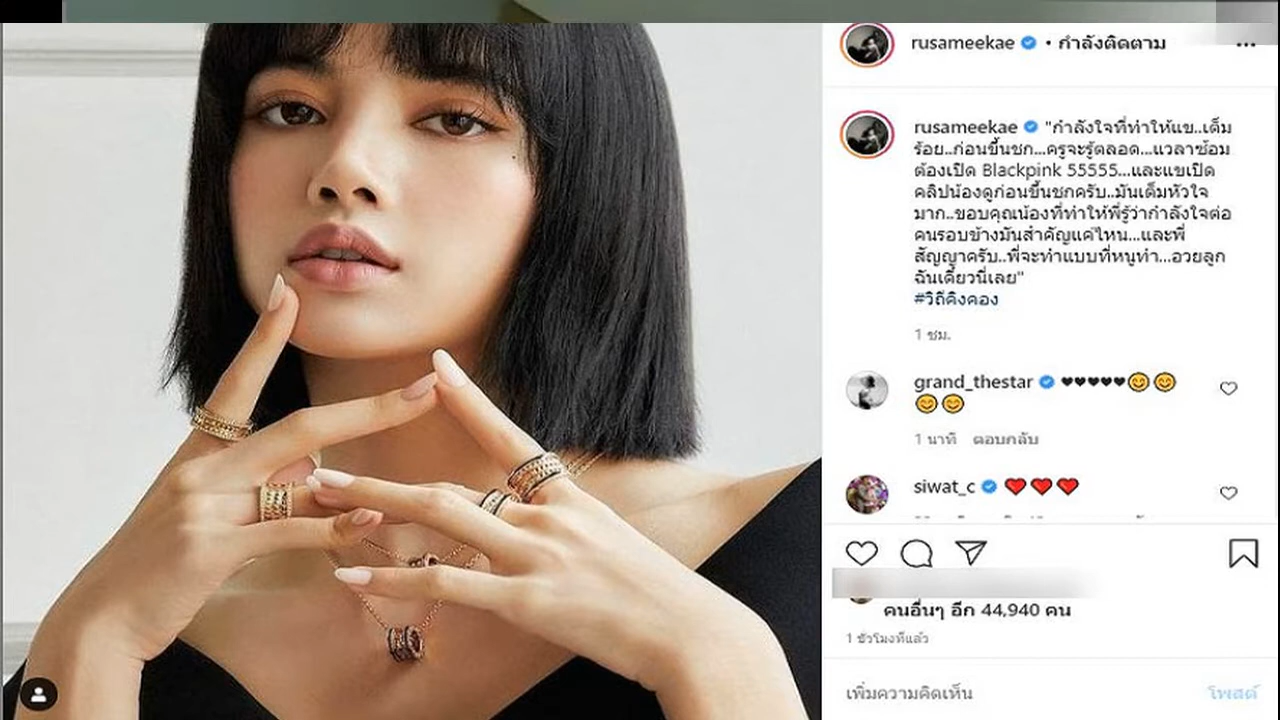 rusameekae • กำลังติดตาม
rusameekae "กำลังใจที่ทำให้แข..เต็ม
ร้อย..ก่อนขึ้นชก...ครูจะรู้ตลอด...แวลาซ้อม
ต้องเปิด Blackpink 55555...และแขเปิด
คลิปน้องดูก่อนขึ้นชกครับ..มันเต็มหัวใจ
มาก..ขอบคุณน้องที่ทำให้พี่รู้ว่ากำลังใจต่อ
คนรอบข้างมันสำคัญแค่ไหน...และพี่
สัญญาครับ..พี่จะทำแบบที่หนูทำ...อวยลูก
ฉันเดี๋ยวนี้เลย"
#วิถีคิงคอง
1 ชม.
grand_thestar ♥♥♥♥♥😊😊
😊😊
1 นาที ตอบกลับ
siwat_c ❤❤❤
คนอื่นๆ อีก 44,940 คน
1 ชั่วโมงที่แล้ว
เพิ่มความคิดเห็น โพสต์